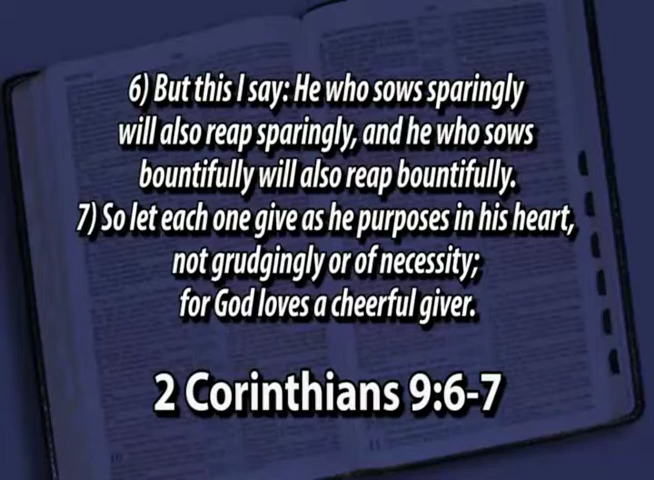 6) But this I say: He who sows sparingly
will also reap sparingly, and he who sows
bountifully will also reap bountifully.
7) So let each one give as he purposes in his heart,
not grudgingly or of necessity;
for God loves a cheerful giver.
2 Corinthians 9:6-7